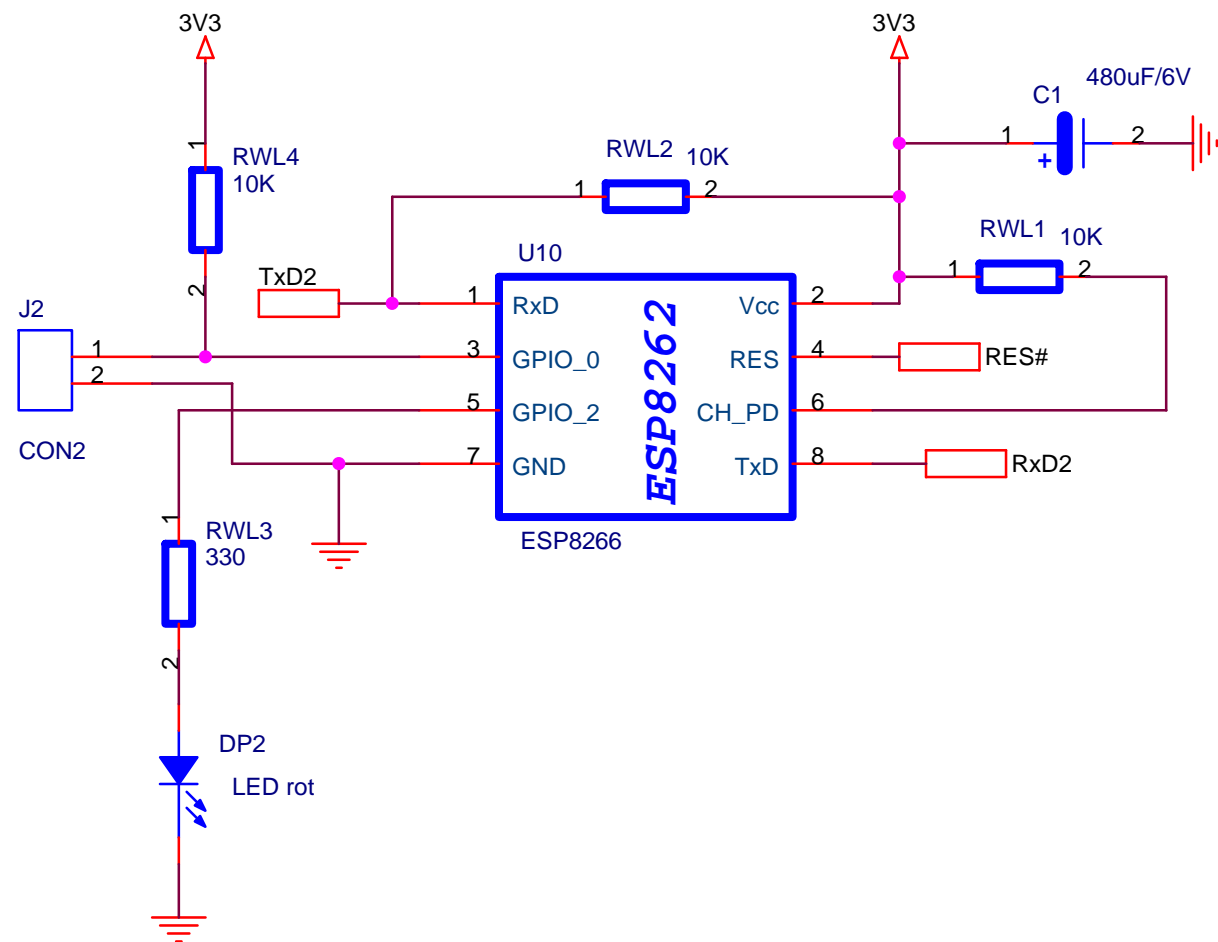 3V3
3V3
480uF/6V
C1
1
2
+
1
RWL4
10K
2
RWL2
10K
1
2
RWL1
10K
1
2
U10
TxD2
J2
1
2
CON2
1
RxD
3
GPIO_0
5
GPIO_2
7
GND
ESP8262
Vcc
2
RES
4
CH_PD
6
TxD
8
RES#
RxD2
ESP8266
1
RWL3
330
2
DP2
LED rot